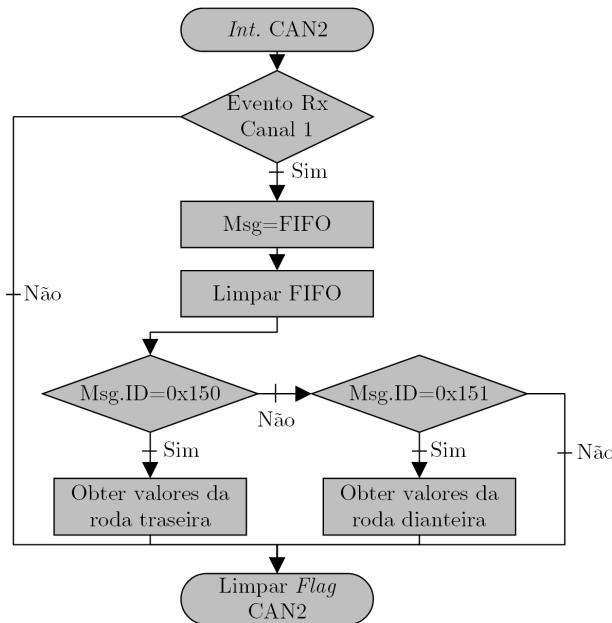 Int. CAN2
Evento Rx
Canal 1
Sim
Msg=FIFO
Não
Limpar FIFO
Msg.ID=0x150
Não
Msg.ID=0x151
Sim
Sim
Não
Obter valores da
roda traseira
Obter valores da
roda dianteira
Limpar Flag
CAN2